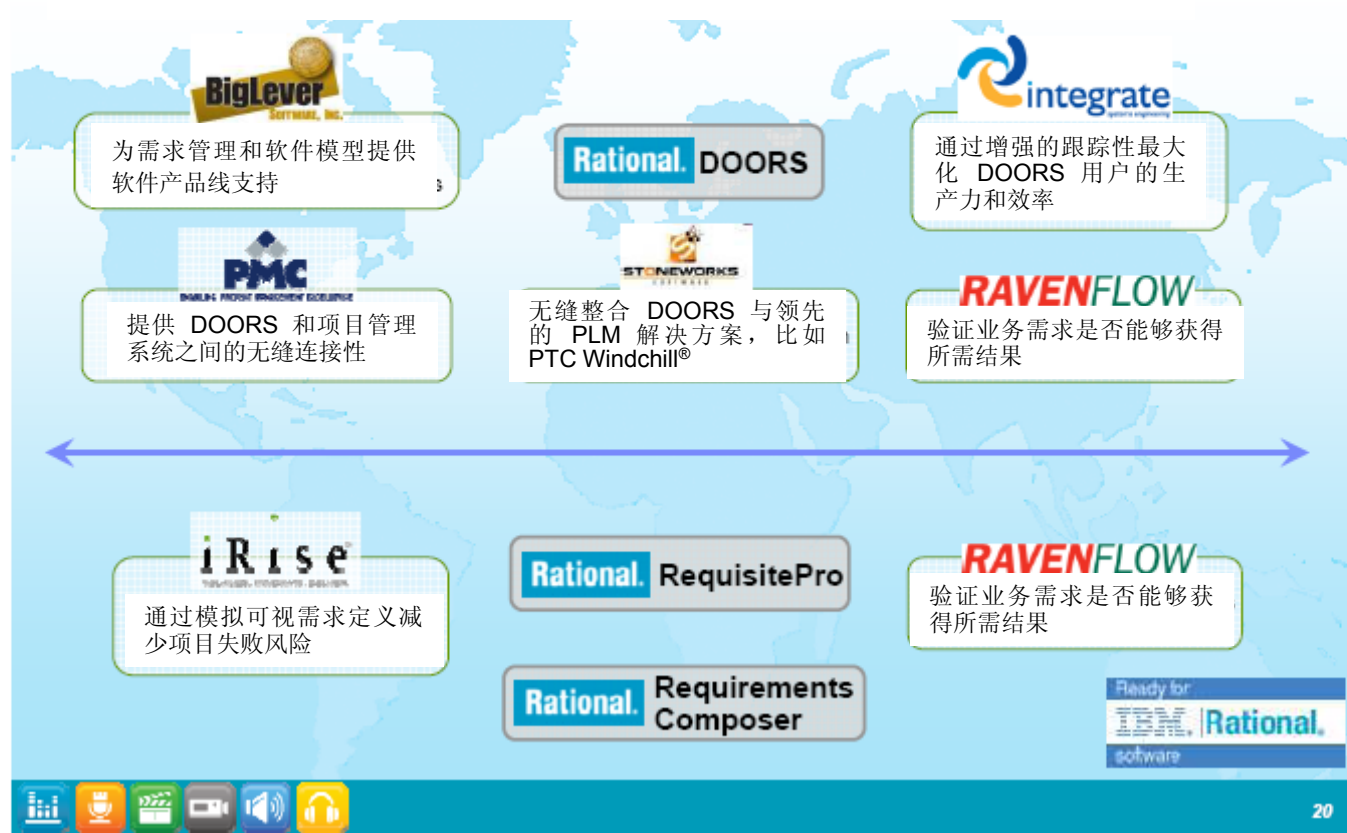 BigLever
SOFTWARE, INC.
为需求管理和软件模型提供
软件产品线支持
s
Rational. DOORS
integrate
systems engineering
通过增强的跟踪性最大
化 DOORS 用户的生
产力和效率
PMC
提供 DOORS 和项目管理
系统之间的无缝连接性
STONEWORKS
SOFTWARE
无缝整合 DOORS 与领先
的 PLM 解决方案，比如
PTC Windchill®
RAVENFLOW
验证业务需求是否能够获得
所需结果
iRise
通过模拟可视需求定义减
少项目失败风险
Rational. RequisitePro
RAVENFLOW
验证业务需求是否能够获
得所需结果
Rational. Requirements
Composer
Ready for
IBM. Rational.
software
20